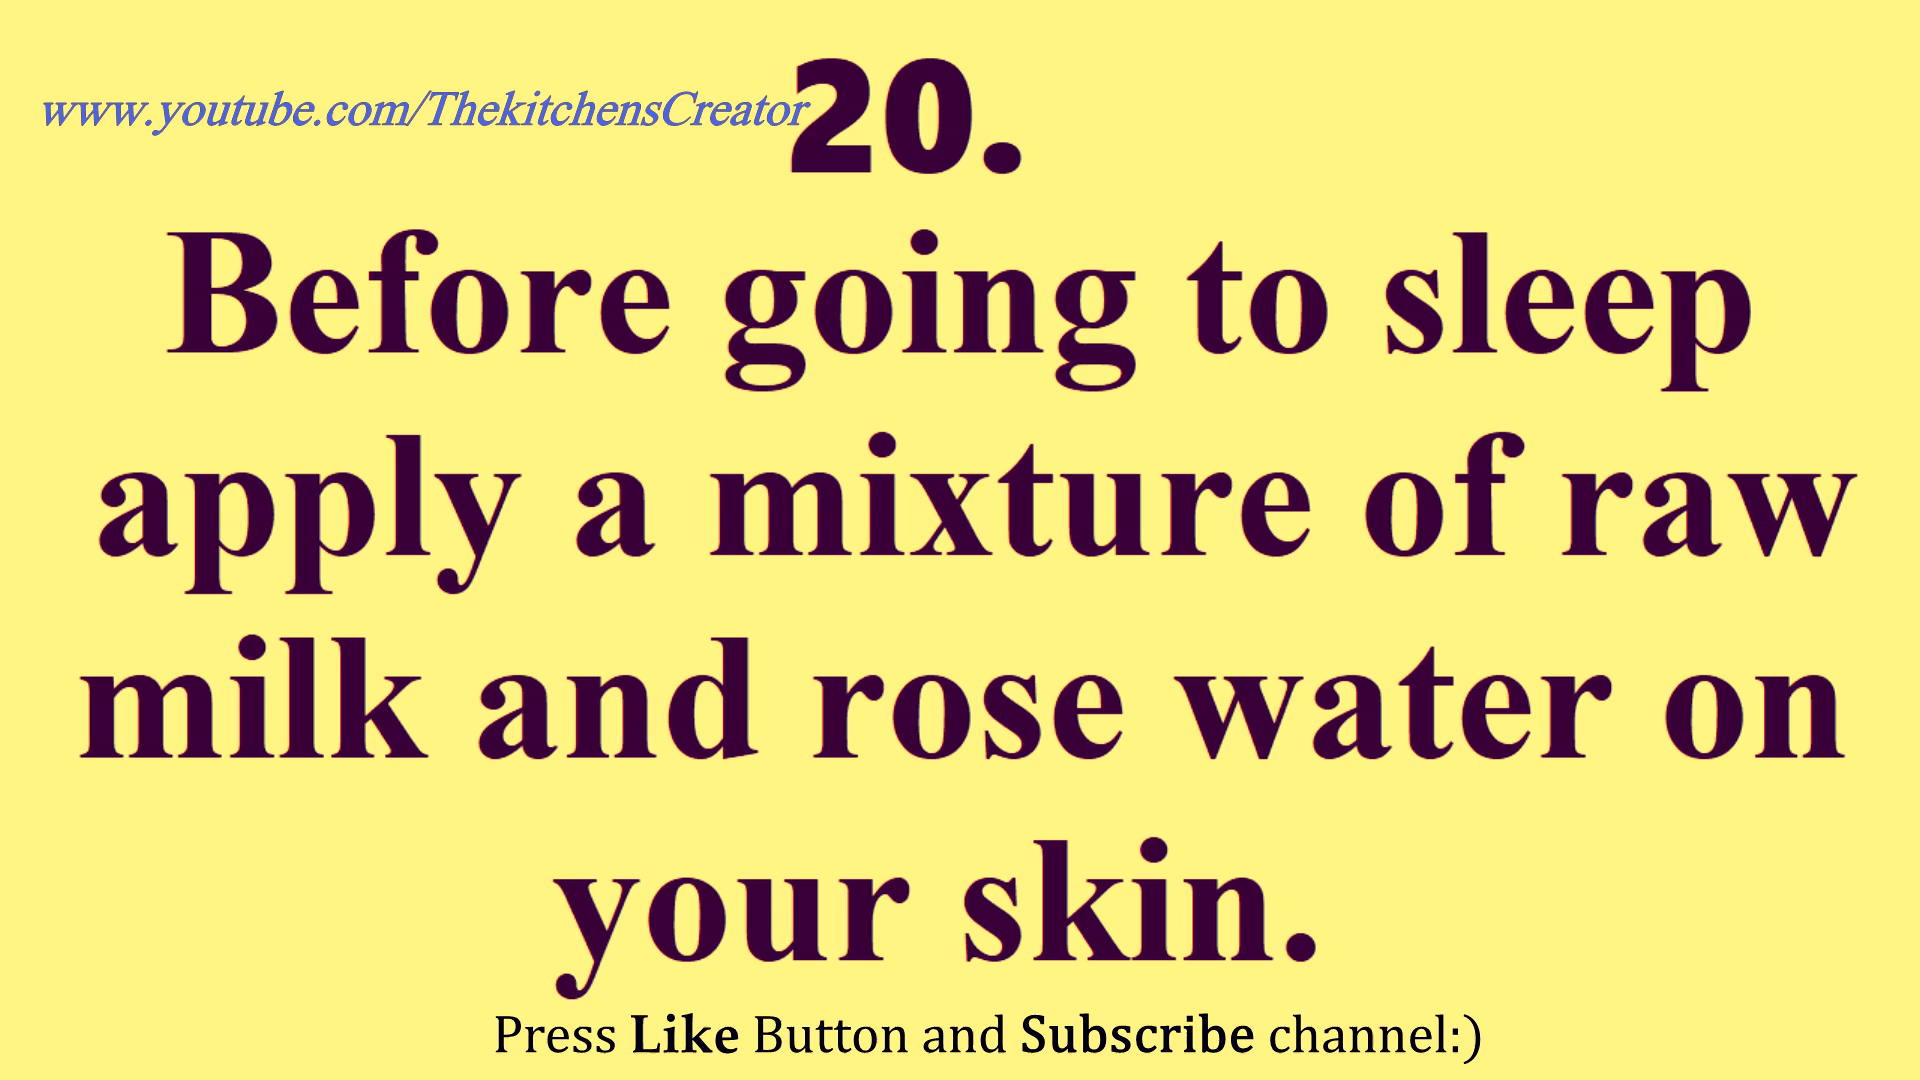 www.youtube.com/ThekitchensCreator
20.
Before going to sleep
apply a mixture of raw
milk and rose water on
your skin.
Press Like Button and Subscribe channel:)